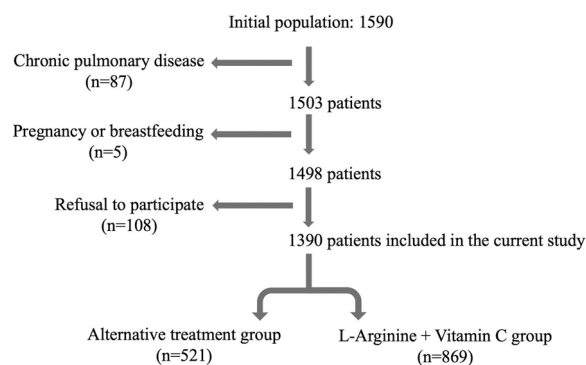 Initial population: 1590
Chronic pulmonary disease
(n=87)
1503 patients
Pregnancy or breastfeeding
(n=5)
1498 patients
Refusal to participate
(n=108)
1390 patients included in the current study
Alternative treatment group
(n=521)
L-Arginine + Vitamin C group
(n=869)